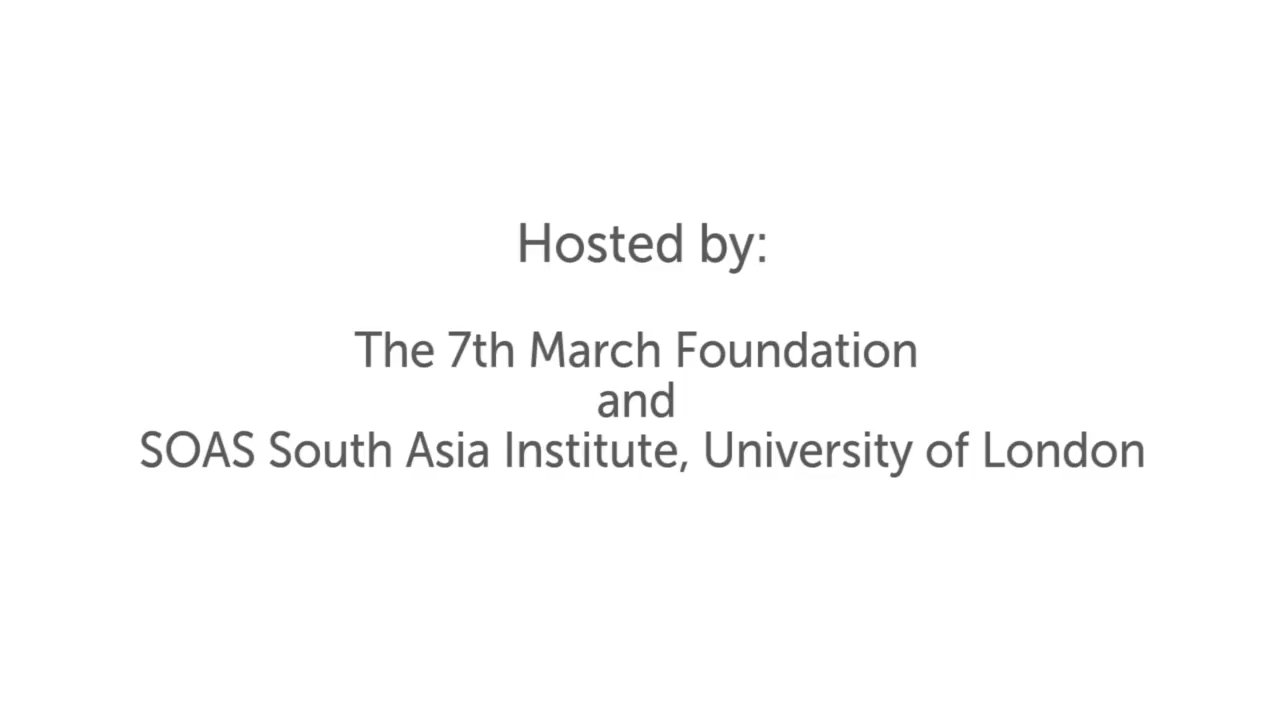 Hosted by:
The 7th March Foundation
and
SOAS South Asia Institute, University of London